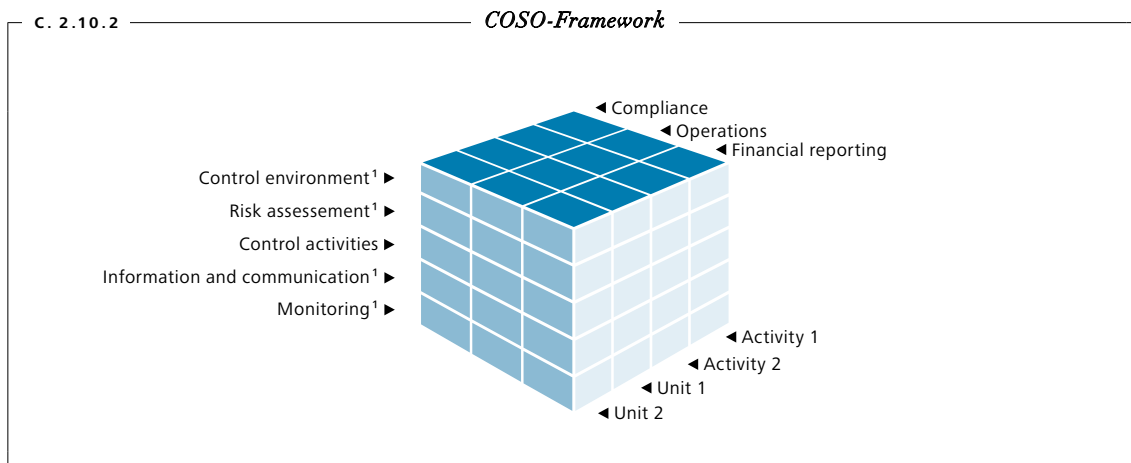 C. 2.10.2
COSO-Framework
◄ Compliance
◄ Operations
◄ Financial reporting
Control environment¹ ►
Risk assessement¹ ►
Control activities ►
Information and communication¹ ►
Monitoring¹ ►
◄ Activity 1
◄ Activity 2
◄ Unit 1
◄ Unit 2